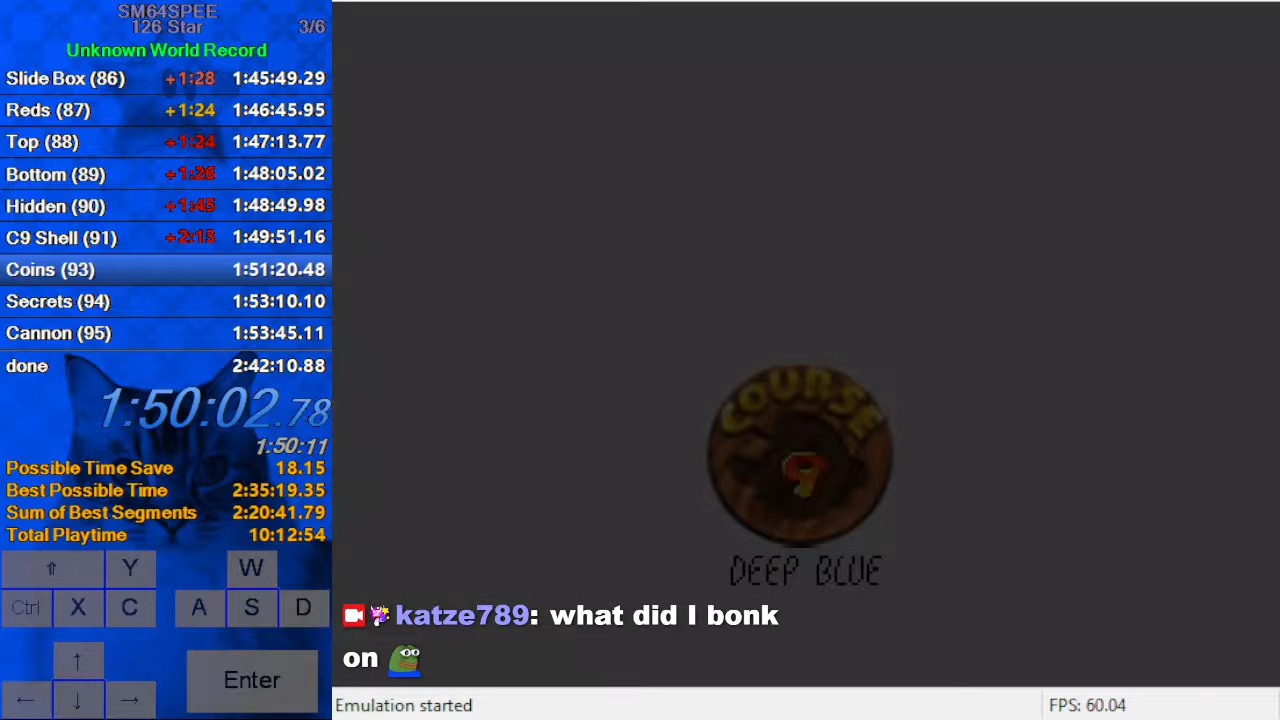 SM64SPEE
126 Star 3/6
Unknown World Record
Slide Box (86) +1:28 1:45:49.29
Reds (87) +1:24 1:46:45.95
Top (88) +1:24 1:47:13.77
Bottom (89) +1:26 1:48:05.02
Hidden (90) +1:45 1:48:49.98
C9 Shell (91) +2:13 1:49:51.16
Coins (93) 1:51:20.48
Secrets (94) 1:53:10.10
Cannon (95) 1:53:45.11
done 2:42:10.88
1:50:02.78
1:50:11
Possible Time Save 18.15
Best Possible Time 2:35:19.35
Sum of Best Segments 2:20:41.79
Total Playtime 10:12:54
⇑ Y W
Ctrl X C A S D
↑ Enter
← ↓ →
COURSE
9
DEEP BLUE
katze789: what did I bonk
on
Emulation started FPS: 60.04